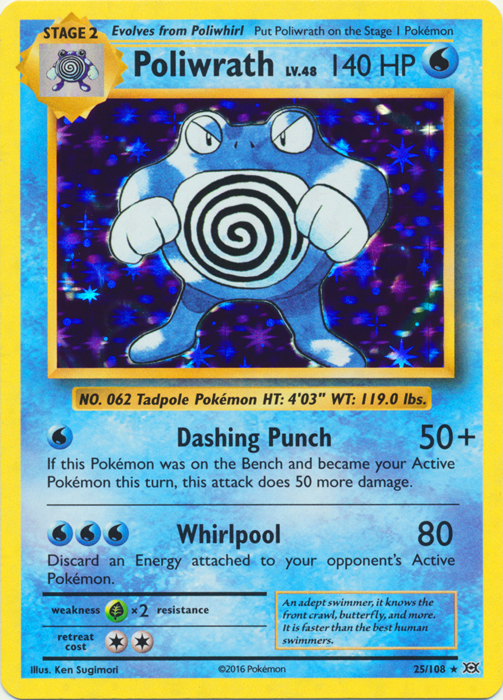 STAGE 2 Evolves from Poliwhirl Put Poliwrath on the Stage 1 Pokémon
Poliwrath LV.48 140 HP
NO. 062 Tadpole Pokémon HT: 4'03" WT: 119.0 lbs.
Dashing Punch 50+
If this Pokémon was on the Bench and became your Active
Pokémon this turn, this attack does 50 more damage.
Whirlpool 80
Discard an Energy attached to your opponent's Active
Pokémon.
weakness ×2 resistance
retreat
cost
An adept swimmer, it knows the
front crawl, butterfly, and more.
It is faster than the best human
swimmers.
Illus. Ken Sugimori ©2016 Pokémon 25/108 ★